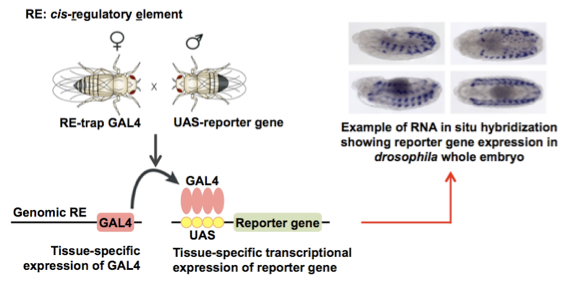 RE: cis-regulatory element
♀
♂
x
RE-trap GAL4
UAS-reporter gene
Example of RNA in situ hybridization
showing reporter gene expression in
drosophila whole embryo
GAL4
Genomic RE
GAL4
Reporter gene
UAS
Tissue-specific
expression of GAL4
Tissue-specific transcriptional
expression of reporter gene